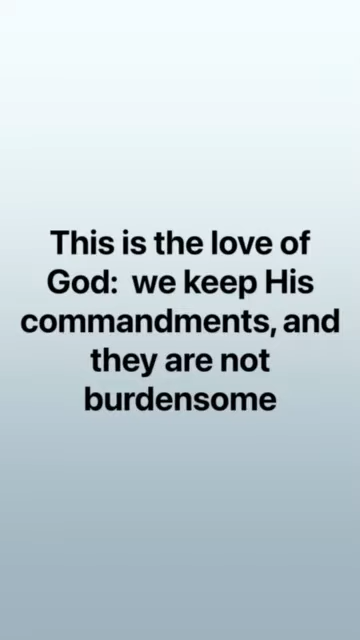 This is the love of
God:  we keep His
commandments, and
they are not
burdensome